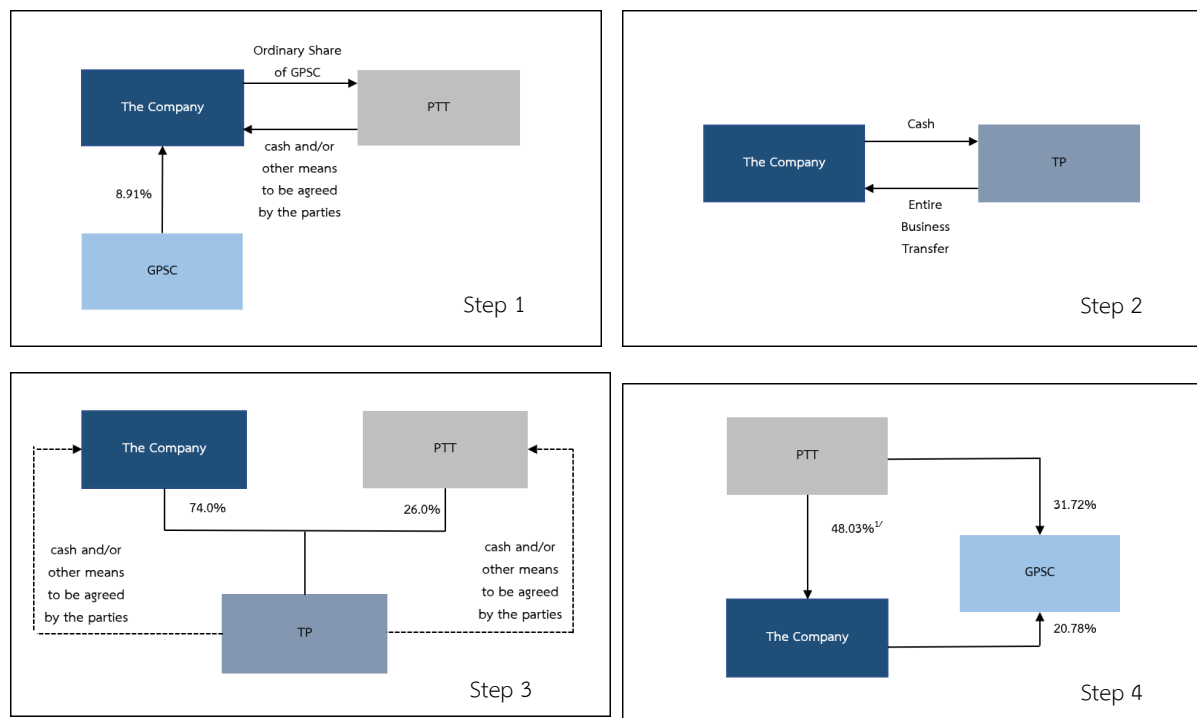 Ordinary Share
of GPSC
The Company
PTT
cash and/or
other means
to be agreed
by the parties
8.91%
GPSC
Step 1
Cash
The Company
TP
Entire
Business
Transfer
Step 2
The Company
PTT
74.0%
26.0%
cash and/or
other means
to be agreed
by the parties
cash and/or
other means
to be agreed
by the parties
TP
Step 3
PTT
31.72%
48.03%1/
GPSC
The Company
20.78%
Step 4